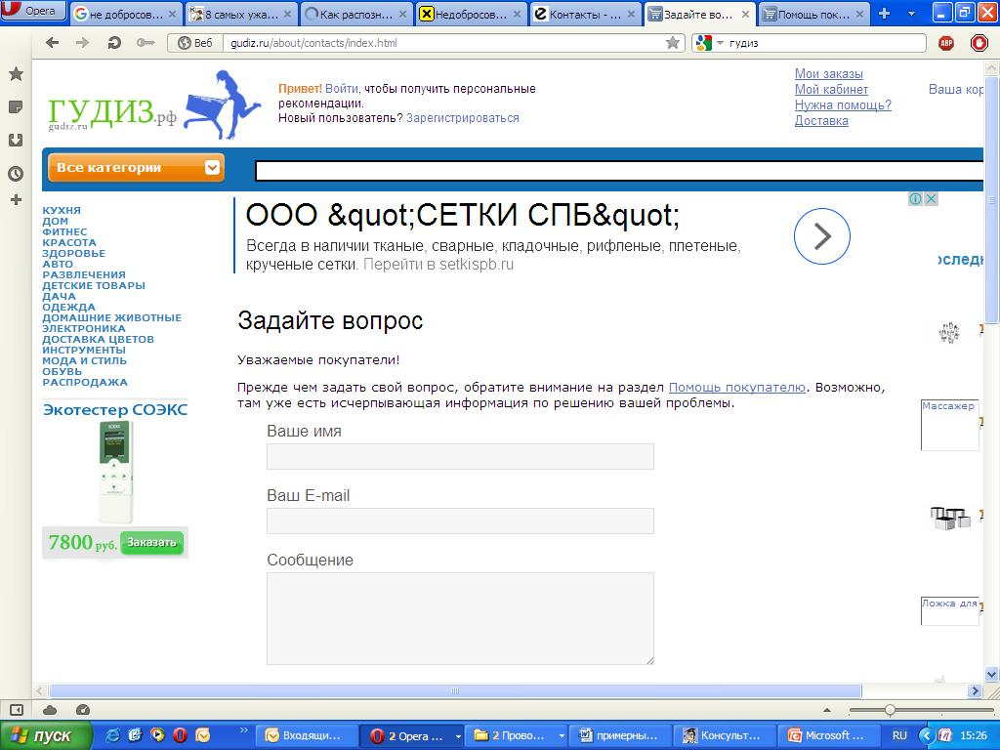 Opera
не добросов...
8 самых ужа...
Как распозн...
Недобросов...
Контакты - ...
Задайте во...
Помощь пок...
Веб
gudiz.ru/about/contacts/index.html
гудиз
ABP
ГУДИЗ.рф
gudiz.ru
Привет! Войти, чтобы получить персональные
рекомендации.
Новый пользователь? Зарегистрироваться
Мои заказы
Мой кабинет
Нужна помощь?
Доставка
Ваша кор
Все категории
КУХНЯ
ДОМ
ФИТНЕС
КРАСОТА
ЗДОРОВЬЕ
АВТО
РАЗВЛЕЧЕНИЯ
ДЕТСКИЕ ТОВАРЫ
ДАЧА
ОДЕЖДА
ДОМАШНИЕ ЖИВОТНЫЕ
ЭЛЕКТРОНИКА
ДОСТАВКА ЦВЕТОВ
ИНСТРУМЕНТЫ
МОДА И СТИЛЬ
ОБУВЬ
РАСПРОДАЖА
Экотестер СОЭКС
7800 руб. Заказать
ООО &quot;СЕТКИ СПБ&quot;
Всегда в наличии тканые, сварные, кладочные, рифленые, плетеные,
крученые сетки. Перейти в setkispb.ru
Задайте вопрос
Уважаемые покупатели!
Прежде чем задать свой вопрос, обратите внимание на раздел Помощь покупателю. Возможно,
там уже есть исчерпывающая информация по решению вашей проблемы.
Ваше имя
Ваш E-mail
Сообщение
оследн
Массажер
Ложка для
пуск
Входящи...
2 Opera ...
2 Прово...
примерны...
Консульт...
Microsoft ...
RU
15:26